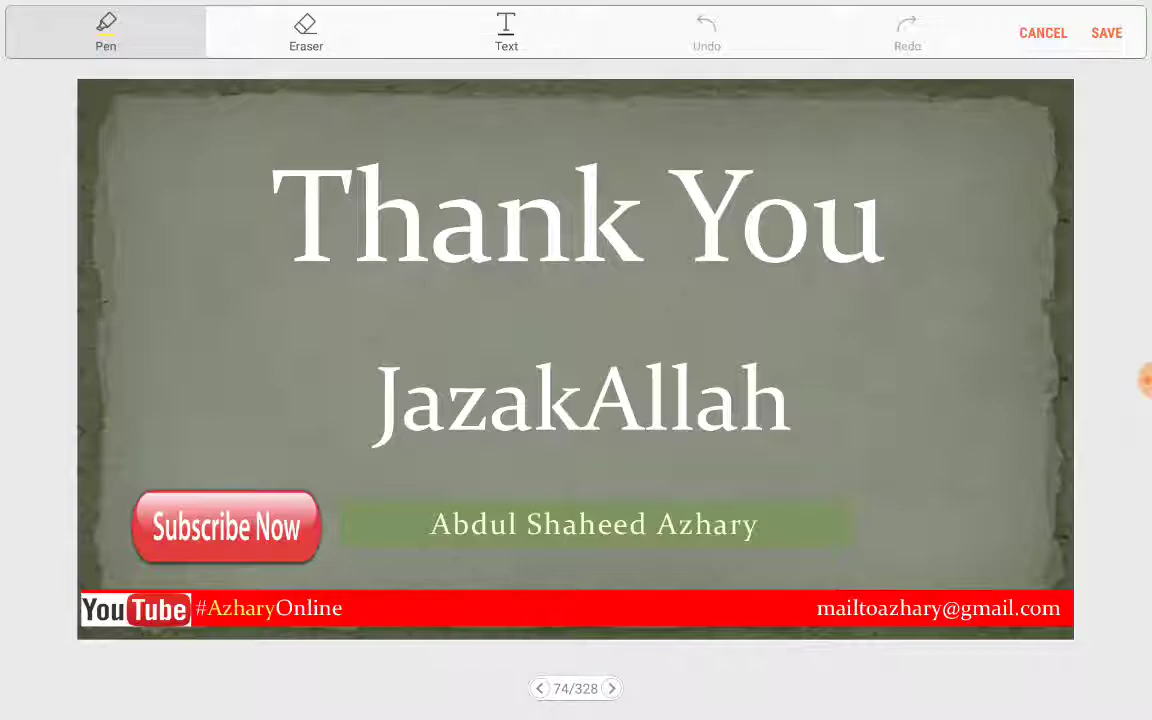 Pen Eraser Text Undo Redo CANCEL SAVE
Thank You
JazakAllah
Subscribe Now
Abdul Shaheed Azhary
YouTube #AzharyOnline mailtoazhary@gmail.com
74/328